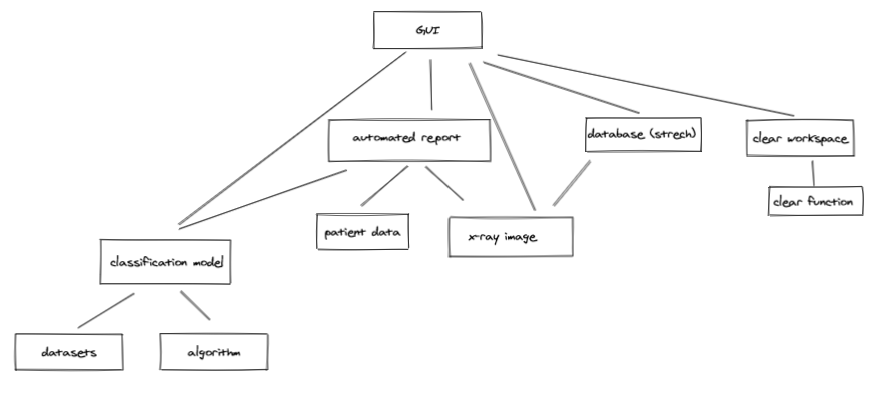 GUI
automated report
database (strech)
clear workspace
clear function
patient data
x-ray image
classification model
datasets
algorithm